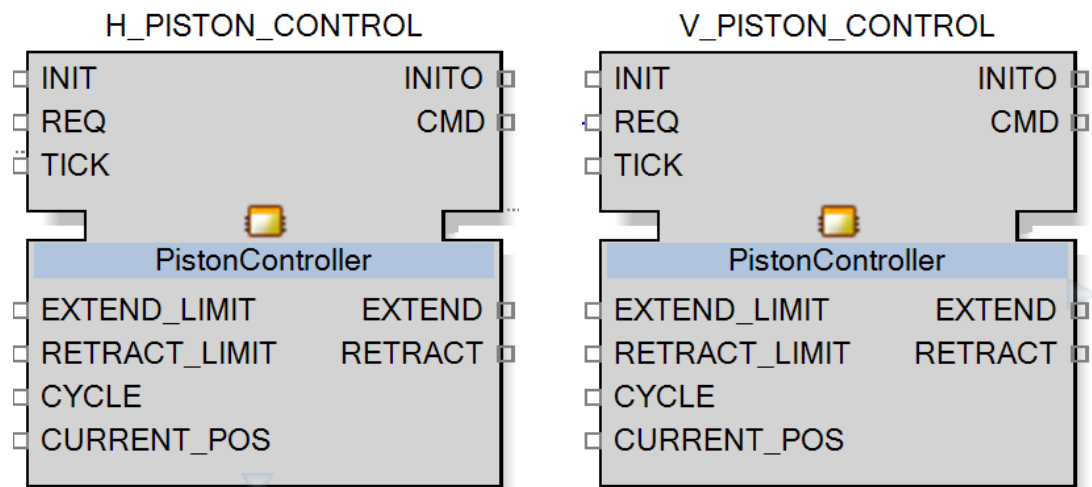 H_PISTON_CONTROL
INIT INITO
REQ CMD
TICK
PistonController
EXTEND_LIMIT EXTEND
RETRACT_LIMIT RETRACT
CYCLE
CURRENT_POS
V_PISTON_CONTROL
INIT INITO
REQ CMD
TICK
PistonController
EXTEND_LIMIT EXTEND
RETRACT_LIMIT RETRACT
CYCLE
CURRENT_POS